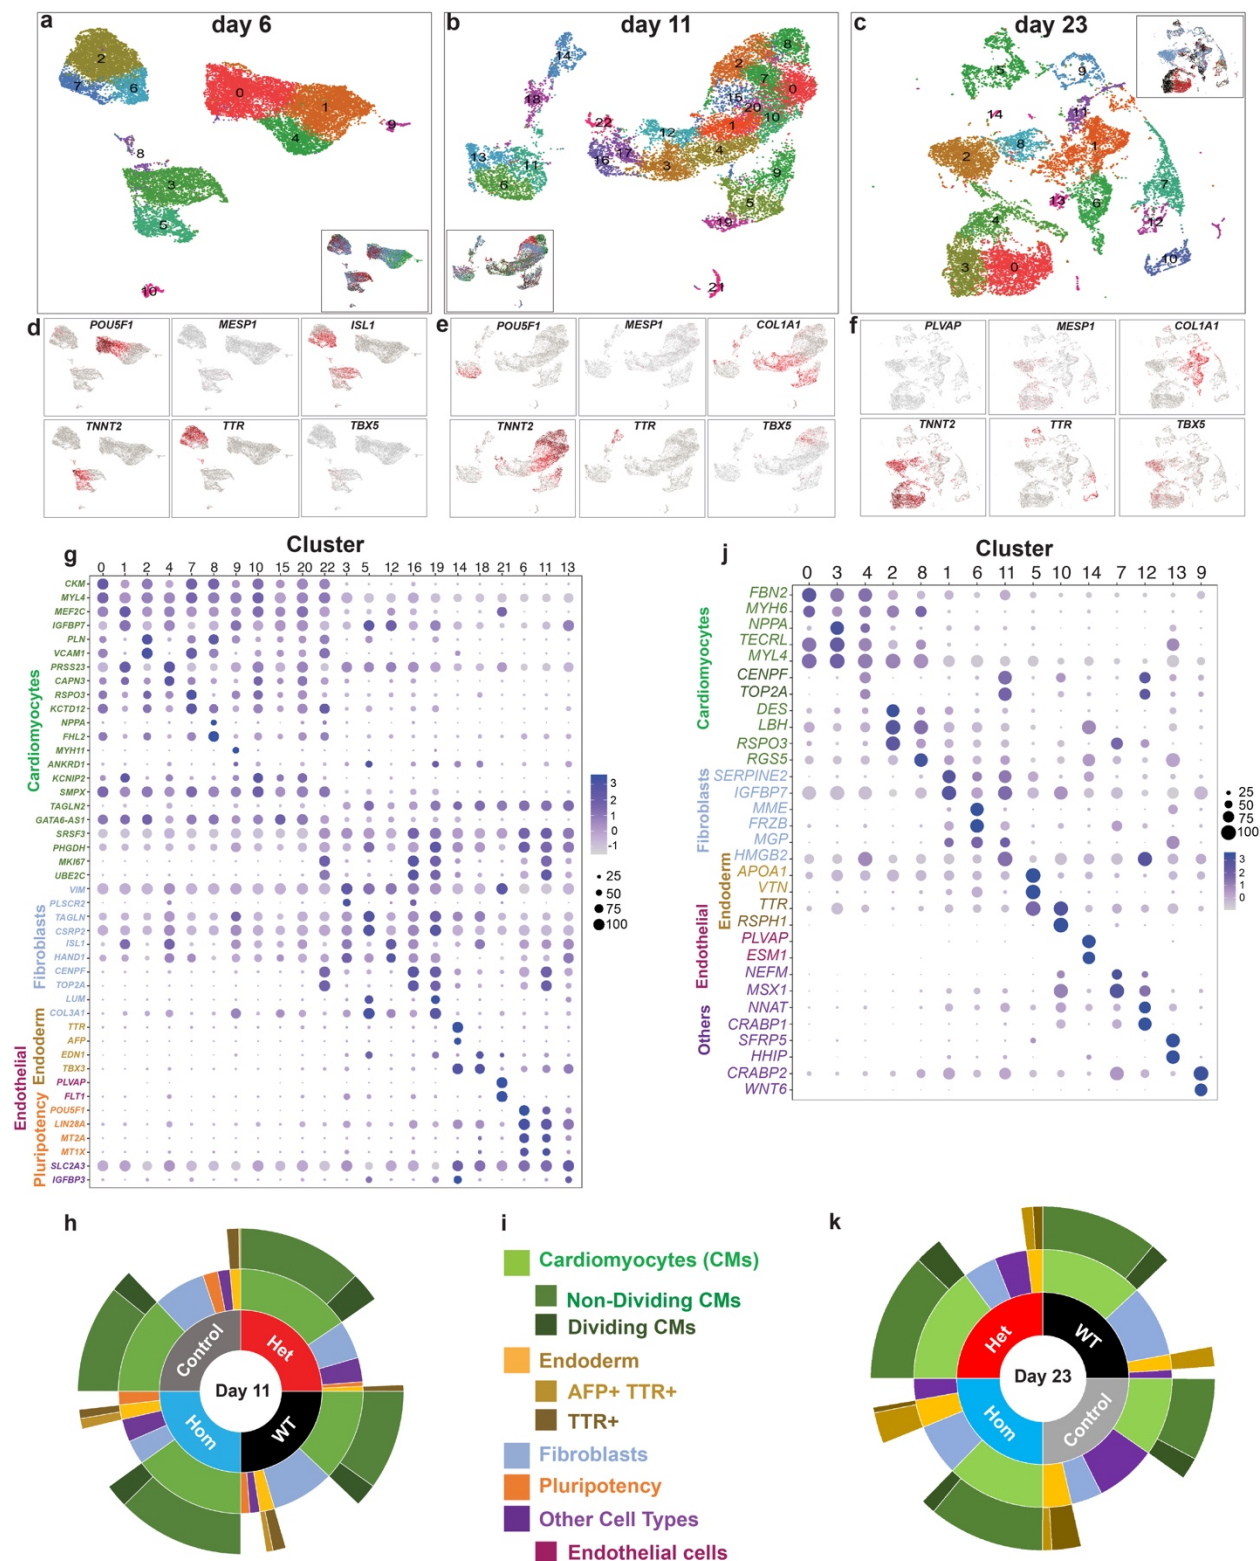 a
day 6
b
day 11
c
day 23
2
7
6
0
1
4
9
8
3
5
10
14
18
22
13
11
6
16
17
12
3
2
8
7
0
15
20
10
1
4
9
5
19
21
5
9
14
11
2
8
1
13
6
7
12
4
3
0
10
d
POU5F1
MESP1
ISL1
TNNT2
TTR
TBX5
e
POU5F1
MESP1
COL1A1
TNNT2
TTR
TBX5
f
PLVAP
MESP1
COL1A1
TNNT2
TTR
TBX5
g
Cluster
0 1 2 4 7 8 9 10 15 20 22 3 5 12 16 19 14 18 21 6 11 13
Cardiomyocytes
CKM
MYL4
MEF2C
IGFBP7
PLN
VCAM1
PRSS23
CAPN3
RSPO3
KCTD12
NPPA
FHL2
MYH11
ANKRD1
KCNIP2
SMPX
TAGLN2
GATA6-AS1
SRSF3
PHGDH
MKI67
UBE2C
Fibroblasts
VIM
PLSCR2
TAGLN
CSRP2
ISL1
HAND1
CENPF
TOP2A
LUM
COL3A1
Endoderm
TTR
AFP
EDN1
TBX3
Endothelial
PLVAP
FLT1
Pluripotency
POU5F1
LIN28A
MT2A
MT1X
SLC2A3
IGFBP3
3
2
1
0
-1
25
50
75
100
j
Cluster
0 3 4 2 8 1 6 11 5 10 14 7 12 13 9
Cardiomyocytes
FBN2
MYH6
NPPA
TECRL
MYL4
CENPF
TOP2A
DES
LBH
RSPO3
RGS5
Fibroblasts
SERPINE2
IGFBP7
MME
FRZB
MGP
HMGB2
Endoderm
APOA1
VTN
TTR
RSPH1
Endothelial
PLVAP
ESM1
Others
NEFM
MSX1
NNAT
CRABP1
SFRP5
HHIP
CRABP2
WNT6
25
50
75
100
3
2
1
0
h
Control
Het
Day 11
Hom
WT
i
Cardiomyocytes (CMs)
Non-Dividing CMs
Dividing CMs
Endoderm
AFP+ TTR+
TTR+
Fibroblasts
Pluripotency
Other Cell Types
Endothelial cells
k
Het
WT
Day 23
Hom
Control